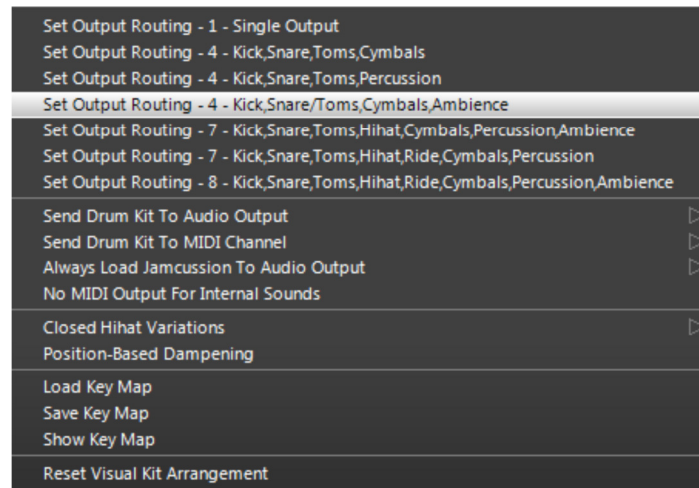 Set Output Routing - 1 - Single Output
Set Output Routing - 4 - Kick,Snare,Toms,Cymbals
Set Output Routing - 4 - Kick,Snare,Toms,Percussion
Set Output Routing - 4 - Kick,Snare/Toms,Cymbals,Ambience
Set Output Routing - 7 - Kick,Snare,Toms,Hihat,Cymbals,Percussion,Ambience
Set Output Routing - 7 - Kick,Snare,Toms,Hihat,Ride,Cymbals,Percussion
Set Output Routing - 8 - Kick,Snare,Toms,Hihat,Ride,Cymbals,Percussion,Ambience
Send Drum Kit To Audio Output
Send Drum Kit To MIDI Channel
Always Load Jamcussion To Audio Output
No MIDI Output For Internal Sounds
Closed Hihat Variations
Position-Based Dampening
Load Key Map
Save Key Map
Show Key Map
Reset Visual Kit Arrangement